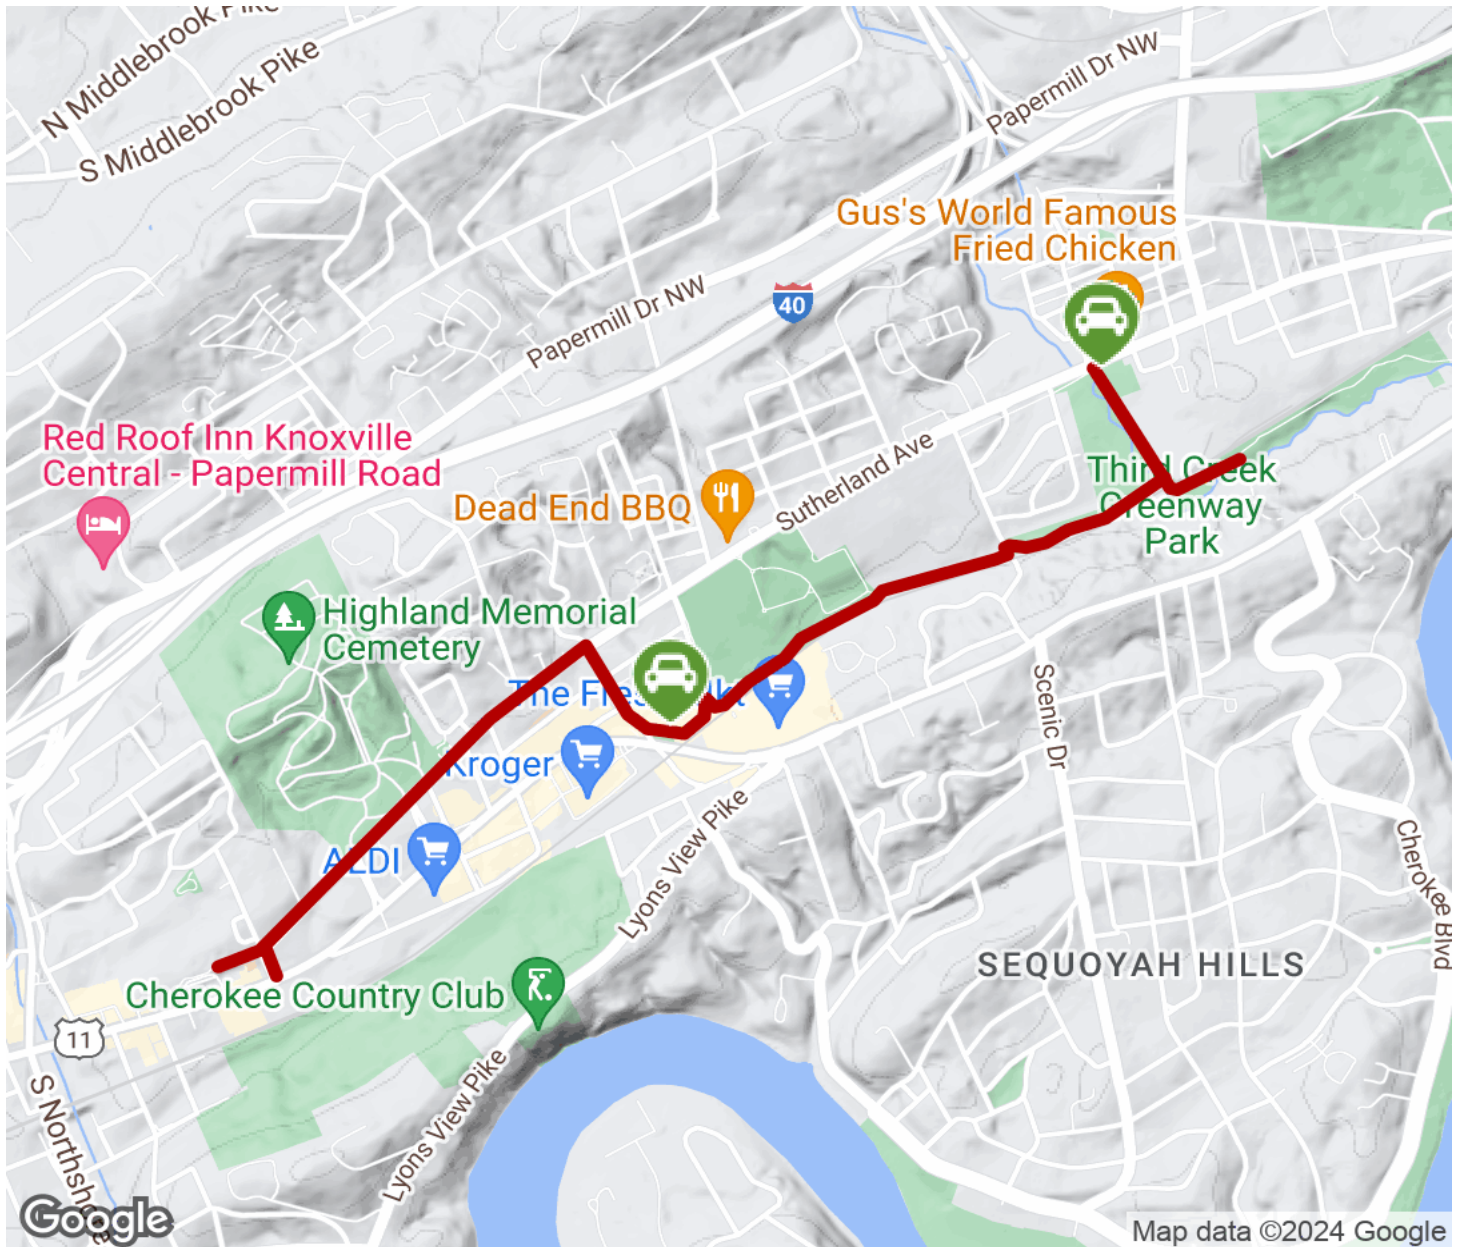 N Middlebrook Pike
S Middlebrook Pike
Papermill Dr NW
Gus's World Famous
Fried Chicken
Papermill Dr NW
40
Red Roof Inn Knoxville
Central - Papermill Road
Dead End BBQ
Sutherland Ave
Third Creek
Greenway
Park
Highland Memorial
Cemetery
Kroger
ALDI
Scenic Dr
Lyons View Pike
Cherokee Blvd
SEQUOYAH HILLS
Cherokee Country Club
11
Lyons View Pike
S Northshore
Google
Map data ©2024 Google